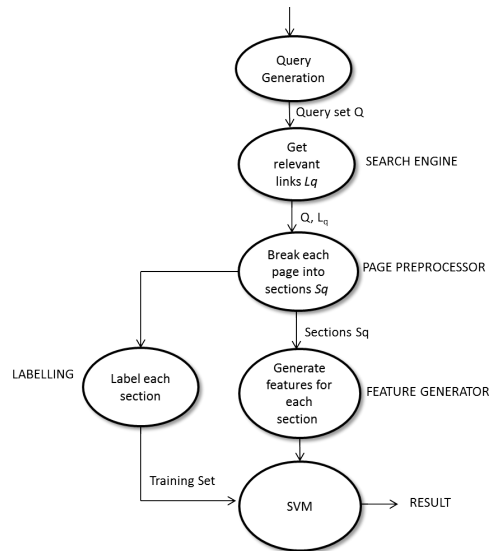 Query
Generation
Query set Q
Get
relevant
links Lq
SEARCH ENGINE
Q, Lq
Break each
page into
sections Sq
PAGE PREPROCESSOR
Sections Sq
LABELLING
Label each
section
Generate
features for
each
section
FEATURE GENERATOR
Training Set
SVM
RESULT